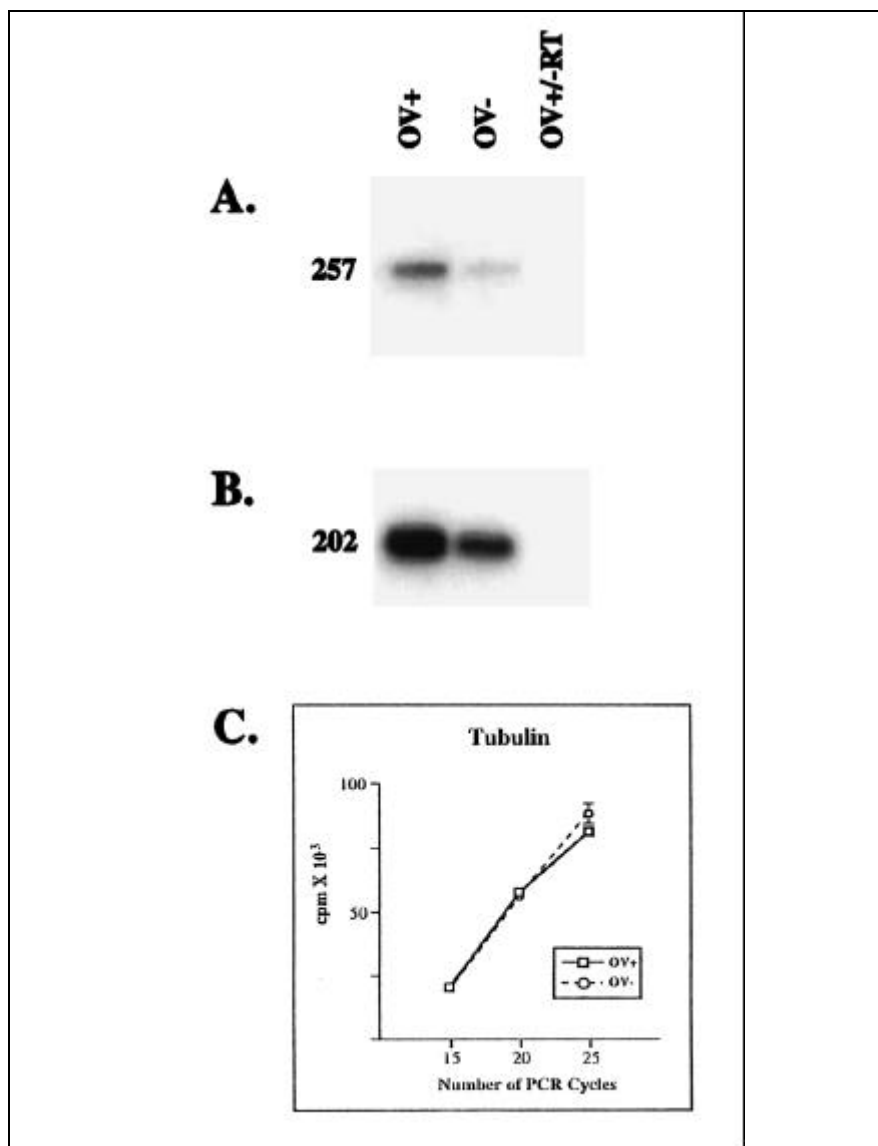 OV+
OV-
OV+/-RT
A.
257
B.
202
C.
Tubulin
100
50
cpm X 10³
OV+
OV-
15 20 25
Number of PCR Cycles